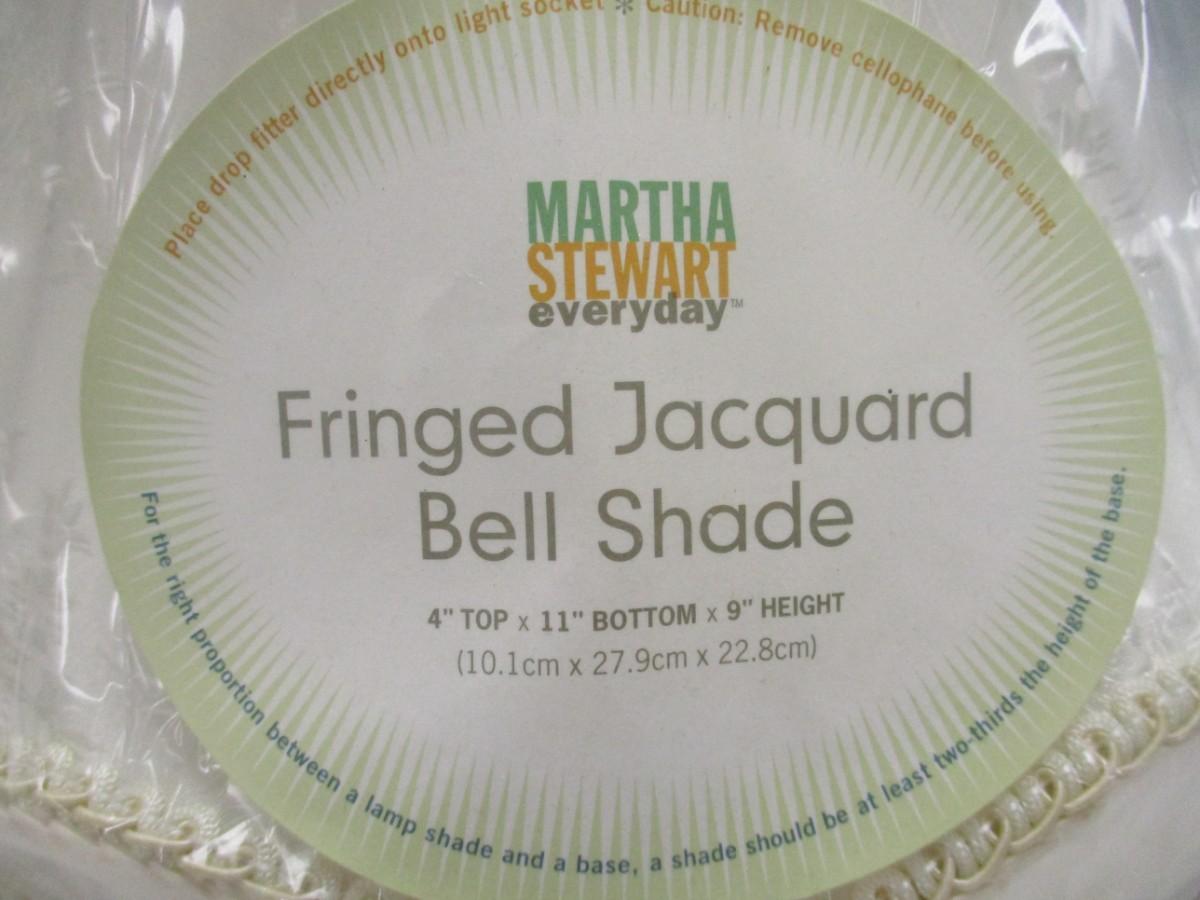 Place drop fitter directly onto light socket * Caution: Remove cellophane before using.
MARTHA
STEWART
everyday™
Fringed Jacquard
Bell Shade
4" TOP x 11" BOTTOM x 9" HEIGHT
(10.1cm x 27.9cm x 22.8cm)
For the right proportion between a lamp shade and a base, a shade should be at least two-thirds the height of the base.